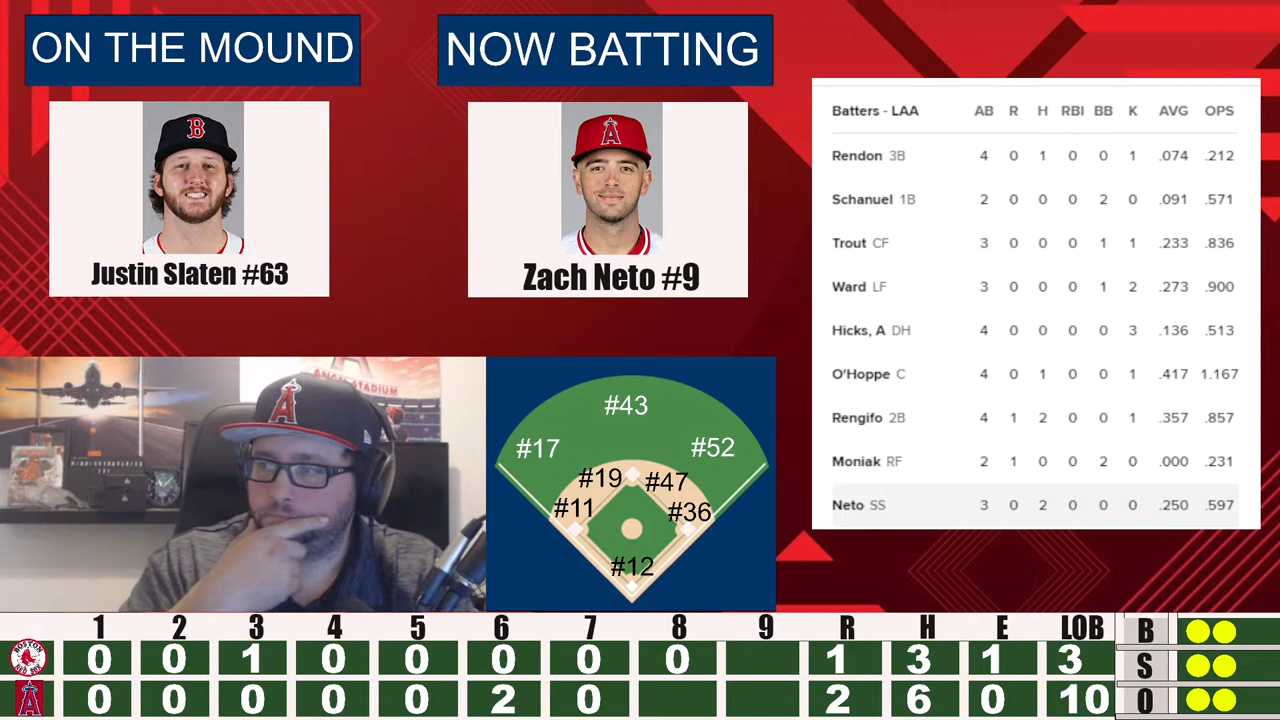 ON THE MOUND
NOW BATTING
B
A
Justin Slaten #63
Zach Neto #9
Batters - LAA AB R H RBI BB K AVG OPS
Rendon 3B 4 0 1 0 0 1 .074 .212
Schanuel 1B 2 0 0 0 2 0 .091 .571
Trout CF 3 0 0 0 1 1 .233 .836
Ward LF 3 0 0 0 1 2 .273 .900
Hicks, A DH 4 0 0 0 0 3 .136 .513
O'Hoppe C 4 0 1 0 0 1 .417 1.167
Rengifo 2B 4 1 2 0 0 1 .357 .857
Moniak RF 2 1 0 0 2 0 .000 .231
Neto SS 3 0 2 0 0 0 .250 .597
ANGEL STADIUM
A
#43
#17 #52
#19 #47
#11 #36
#12
1 2 3 4 5 6 7 8 9 R H E LOB
0 0 1 0 0 0 0 0 1 3 1 3
A 0 0 0 0 0 2 0 2 6 0 10
B
S
O